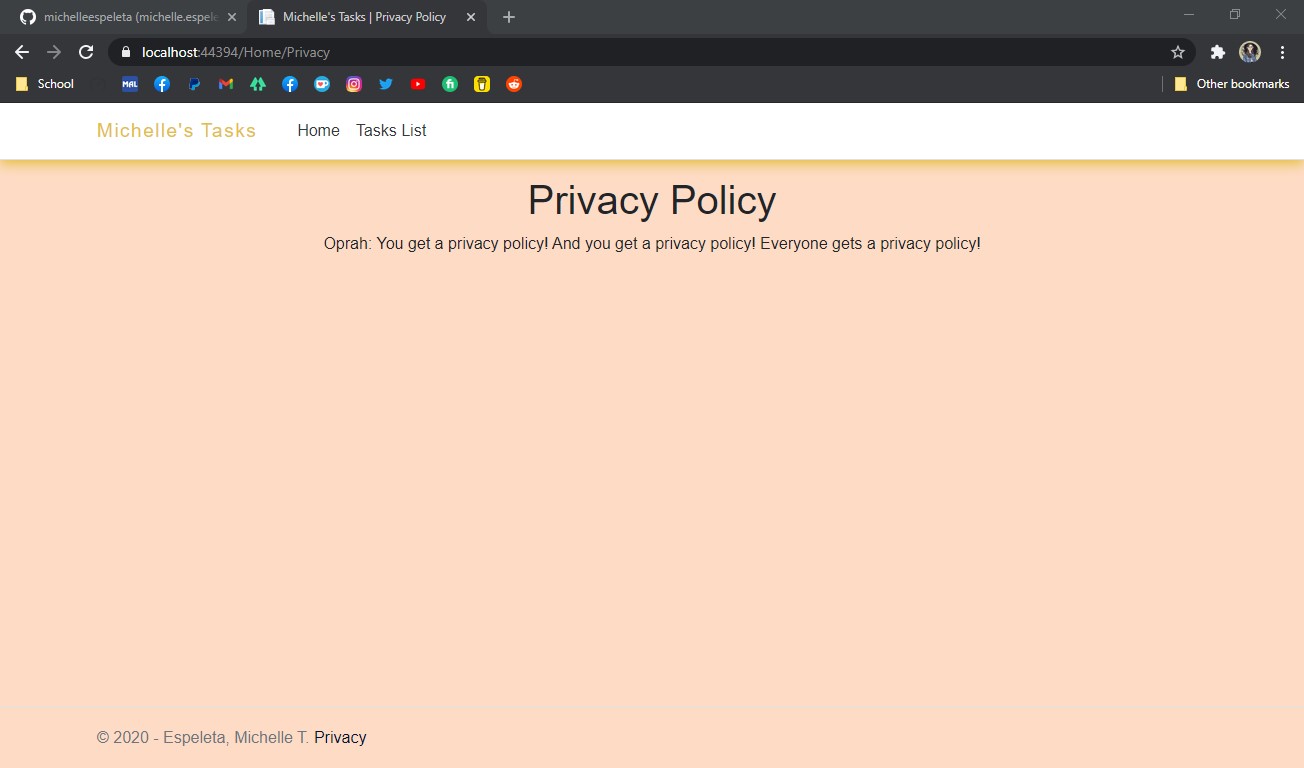 michelleespeleta (michelle.espele
Michelle's Tasks | Privacy Policy
localhost:44394/Home/Privacy
School
MAL
Other bookmarks
Michelle's Tasks
Home
Tasks List
Privacy Policy
Oprah: You get a privacy policy! And you get a privacy policy! Everyone gets a privacy policy!
© 2020 - Espeleta, Michelle T. Privacy